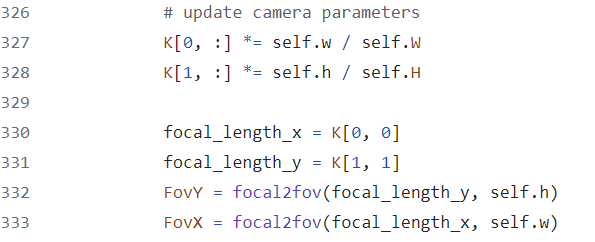 326 # update camera parameters
327 K[0, :] *= self.w / self.W
328 K[1, :] *= self.h / self.H
329
330 focal_length_x = K[0, 0]
331 focal_length_y = K[1, 1]
332 FovY = focal2fov(focal_length_y, self.h)
333 FovX = focal2fov(focal_length_x, self.w)